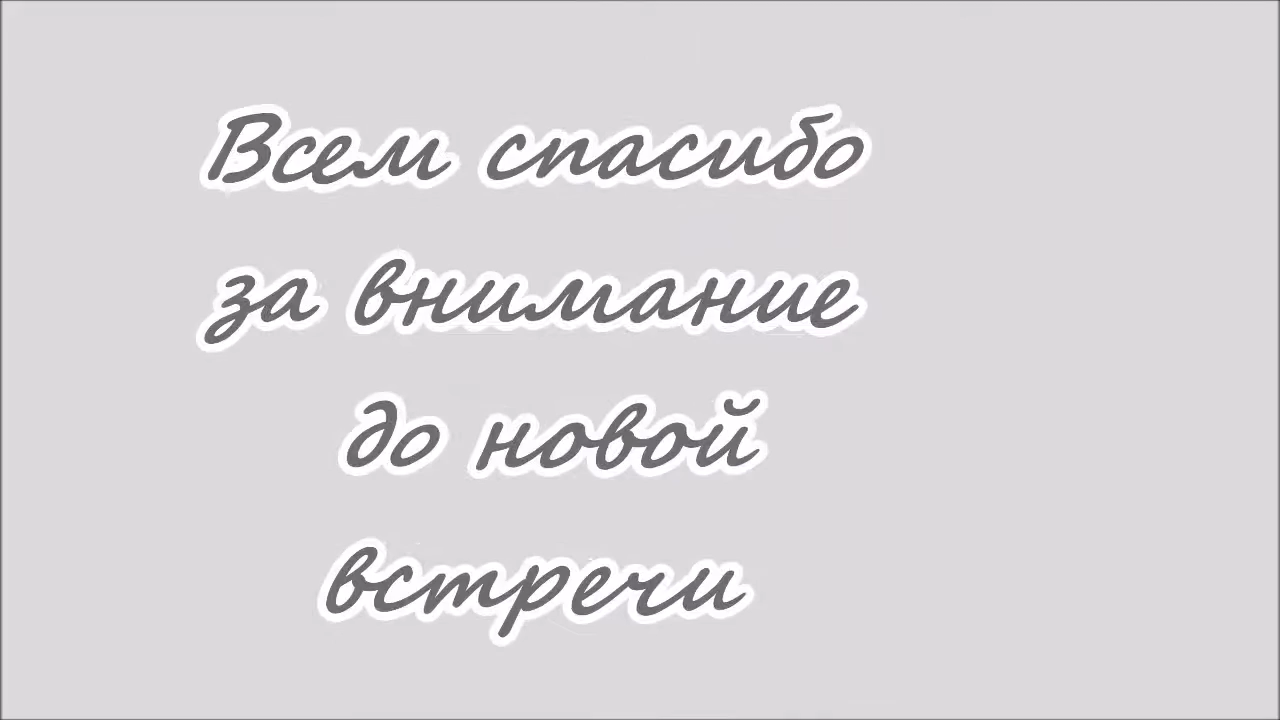 Всем спасибо
за внимание
до новой
встречи